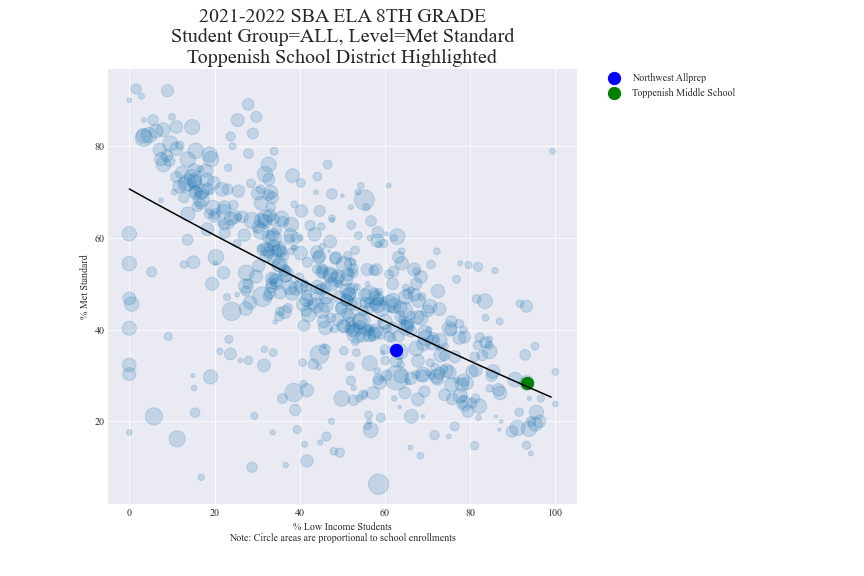 2021-2022 SBA ELA 8TH GRADE
Student Group=ALL, Level=Met Standard
Toppenish School District Highlighted
Northwest Allprep
Toppenish Middle School
% Met Standard
80
60
40
20
0
20
40
60
80
100
% Low Income Students
Note: Circle areas are proportional to school enrollments